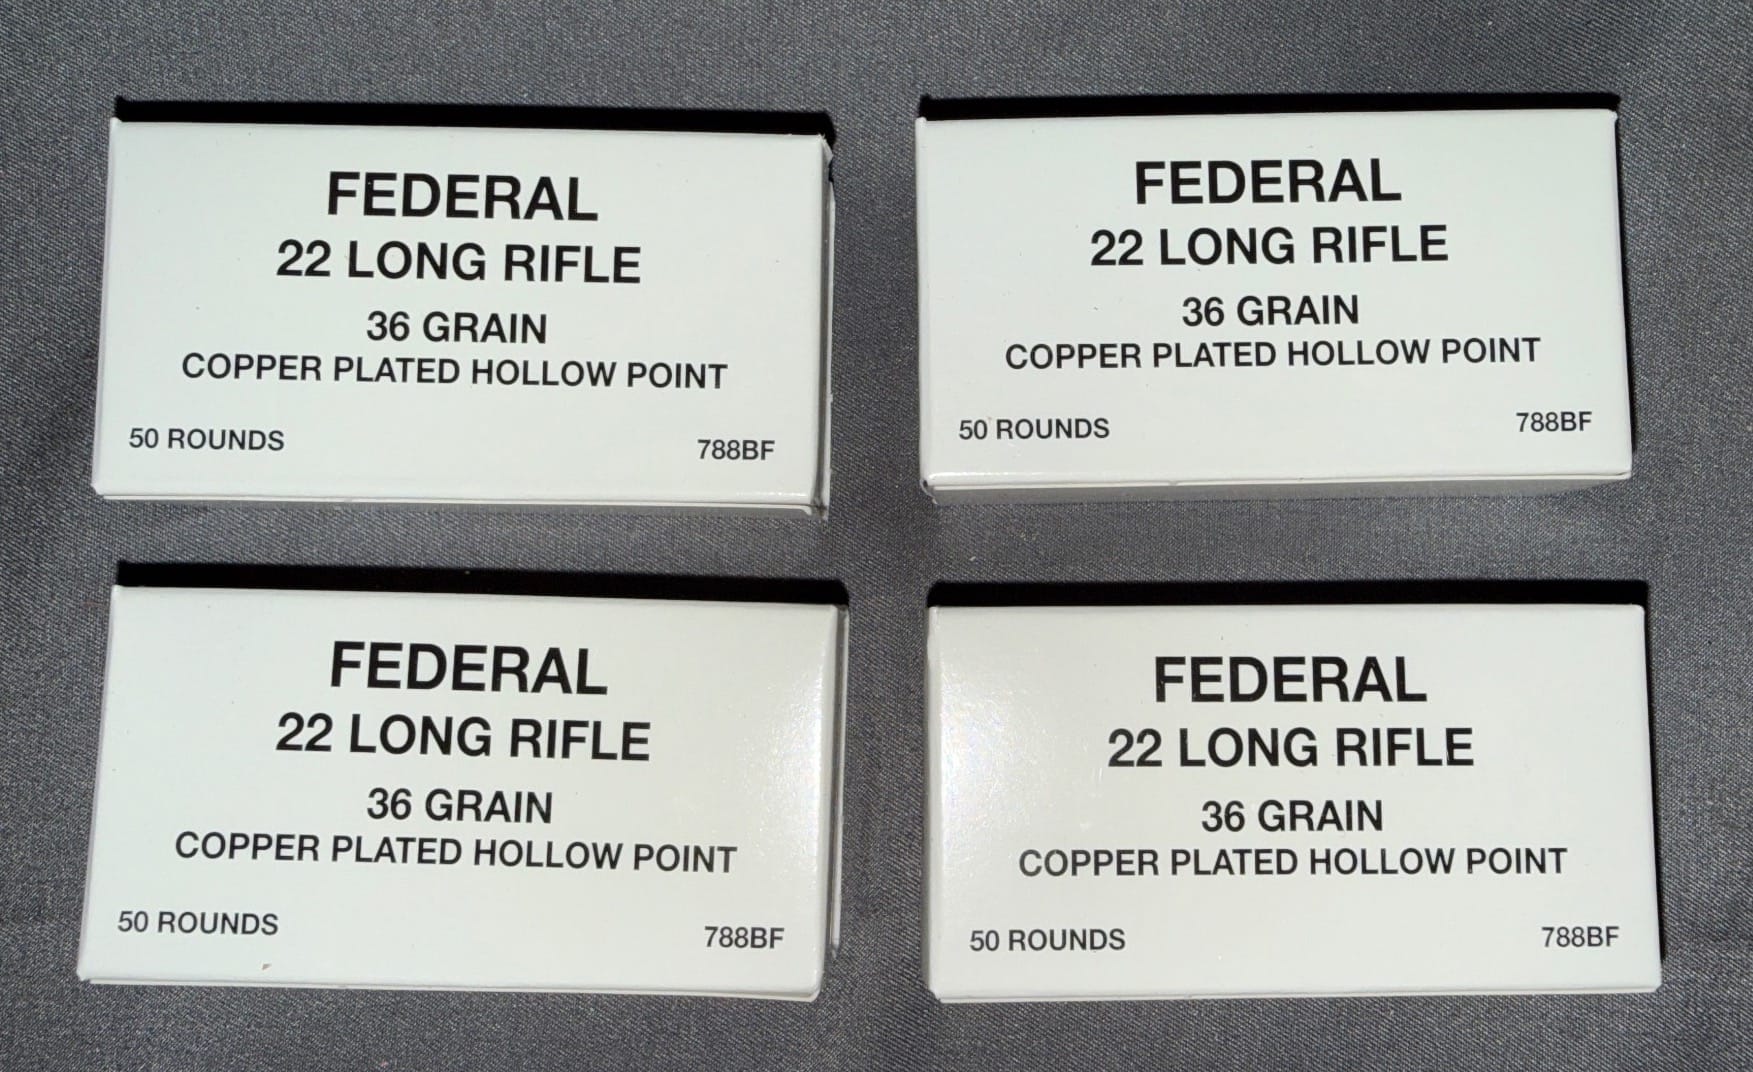 FEDERAL
22 LONG RIFLE
36 GRAIN
COPPER PLATED HOLLOW POINT
50 ROUNDS
788BF
FEDERAL
22 LONG RIFLE
36 GRAIN
COPPER PLATED HOLLOW POINT
50 ROUNDS
788BF
FEDERAL
22 LONG RIFLE
36 GRAIN
COPPER PLATED HOLLOW POINT
50 ROUNDS
788BF
FEDERAL
22 LONG RIFLE
36 GRAIN
COPPER PLATED HOLLOW POINT
50 ROUNDS
788BF